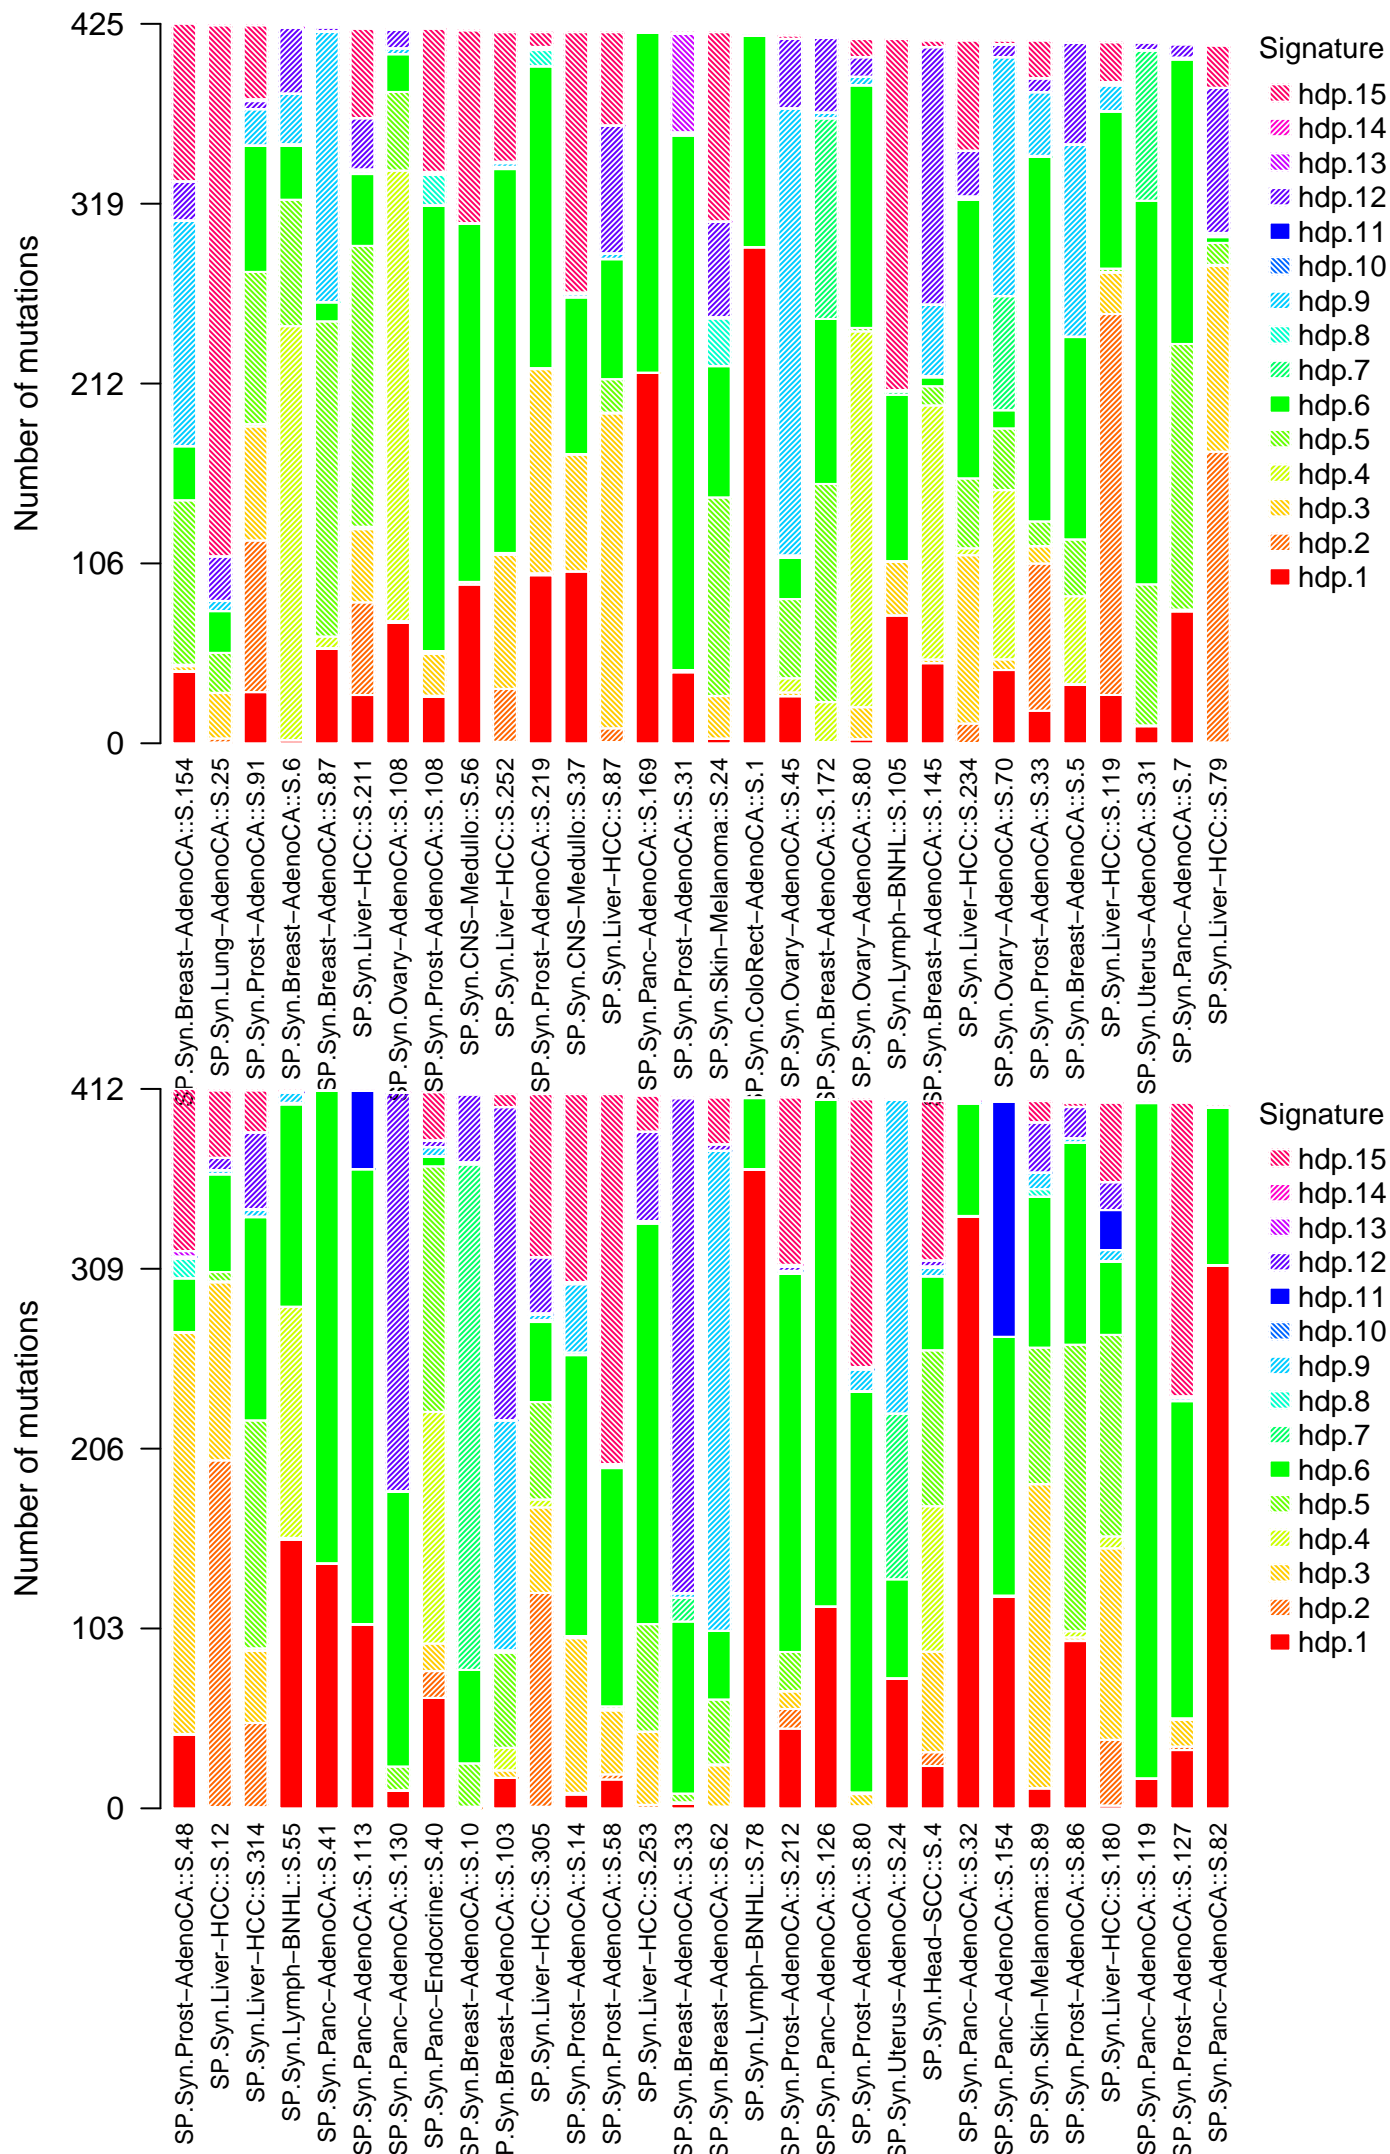 Number of mutations
425
319
212
106
0
Signature
hdp.15
hdp.14
hdp.13
hdp.12
hdp.11
hdp.10
hdp.9
hdp.8
hdp.7
hdp.6
hdp.5
hdp.4
hdp.3
hdp.2
hdp.1
SP.Syn.Breast−AdenoCA::S.154
SP.Syn.Lung−AdenoCA::S.25
SP.Syn.Prost−AdenoCA::S.91
SP.Syn.Breast−AdenoCA::S.6
SP.Syn.Breast−AdenoCA::S.87
SP.Syn.Liver−HCC::S.211
SP.Syn.Ovary−AdenoCA::S.108
SP.Syn.Prost−AdenoCA::S.108
SP.Syn.CNS−Medullo::S.56
SP.Syn.Liver−HCC::S.252
SP.Syn.Prost−AdenoCA::S.219
SP.Syn.CNS−Medullo::S.37
SP.Syn.Liver−HCC::S.87
SP.Syn.Panc−AdenoCA::S.169
SP.Syn.Prost−AdenoCA::S.31
SP.Syn.Skin−Melanoma::S.24
SP.Syn.ColoRect−AdenoCA::S.1
SP.Syn.Ovary−AdenoCA::S.45
SP.Syn.Breast−AdenoCA::S.172
SP.Syn.Ovary−AdenoCA::S.80
SP.Syn.Lymph−BNHL::S.105
SP.Syn.Breast−AdenoCA::S.145
SP.Syn.Liver−HCC::S.234
SP.Syn.Ovary−AdenoCA::S.70
SP.Syn.Prost−AdenoCA::S.33
SP.Syn.Breast−AdenoCA::S.5
SP.Syn.Liver−HCC::S.119
SP.Syn.Uterus−AdenoCA::S.31
SP.Syn.Panc−AdenoCA::S.7
SP.Syn.Liver−HCC::S.79
Number of mutations
412
309
206
103
0
Signature
hdp.15
hdp.14
hdp.13
hdp.12
hdp.11
hdp.10
hdp.9
hdp.8
hdp.7
hdp.6
hdp.5
hdp.4
hdp.3
hdp.2
hdp.1
SP.Syn.Prost−AdenoCA::S.48
SP.Syn.Liver−HCC::S.12
SP.Syn.Liver−HCC::S.314
SP.Syn.Lymph−BNHL::S.55
SP.Syn.Panc−AdenoCA::S.41
SP.Syn.Panc−AdenoCA::S.113
SP.Syn.Panc−AdenoCA::S.130
SP.Syn.Panc−Endocrine::S.40
SP.Syn.Breast−AdenoCA::S.10
SP.Syn.Breast−AdenoCA::S.103
SP.Syn.Liver−HCC::S.305
SP.Syn.Prost−AdenoCA::S.14
SP.Syn.Prost−AdenoCA::S.58
SP.Syn.Liver−HCC::S.253
SP.Syn.Breast−AdenoCA::S.33
SP.Syn.Breast−AdenoCA::S.62
SP.Syn.Lymph−BNHL::S.78
SP.Syn.Prost−AdenoCA::S.212
SP.Syn.Panc−AdenoCA::S.126
SP.Syn.Prost−AdenoCA::S.80
SP.Syn.Uterus−AdenoCA::S.24
SP.Syn.Head−SCC::S.4
SP.Syn.Panc−AdenoCA::S.32
SP.Syn.Panc−AdenoCA::S.154
SP.Syn.Skin−Melanoma::S.89
SP.Syn.Prost−AdenoCA::S.86
SP.Syn.Liver−HCC::S.180
SP.Syn.Panc−AdenoCA::S.119
SP.Syn.Prost−AdenoCA::S.127
SP.Syn.Panc−AdenoCA::S.82